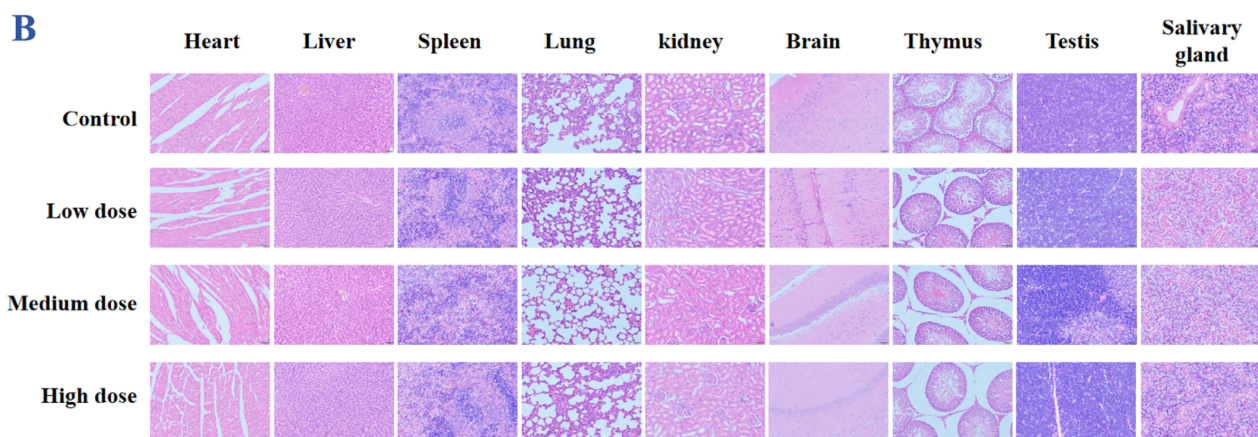 B
Heart Liver Spleen Lung kidney Brain Thymus Testis Salivary gland
Control
Low dose
Medium dose
High dose